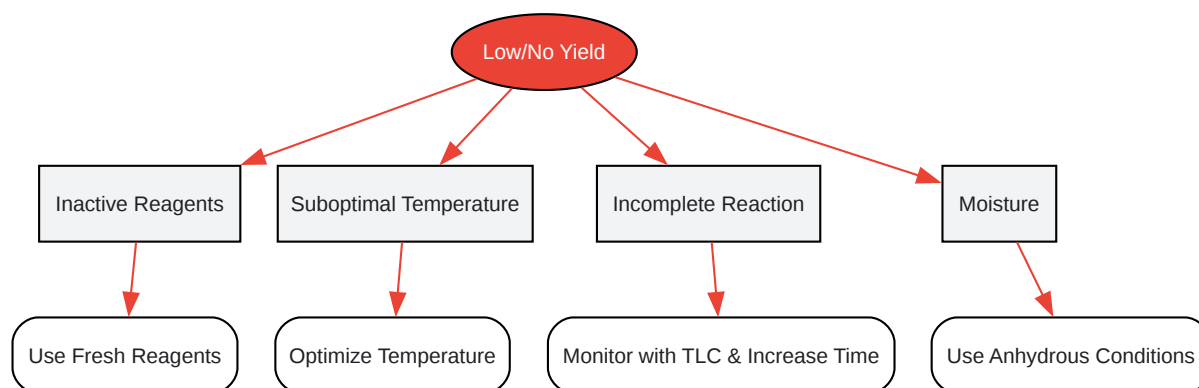 Low/No Yield
Inactive Reagents
Suboptimal Temperature
Incomplete Reaction
Moisture
Use Fresh Reagents
Optimize Temperature
Monitor with TLC & Increase Time
Use Anhydrous Conditions